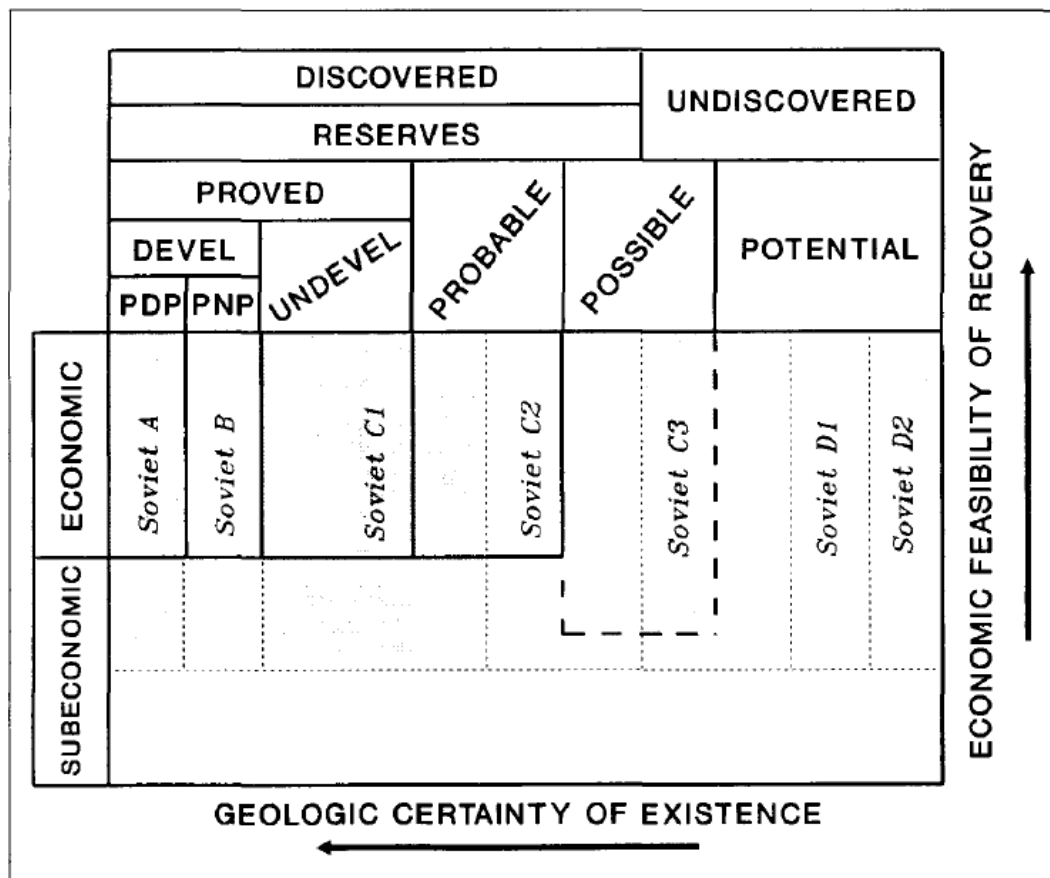 DISCOVERED
UNDISCOVERED
RESERVES
PROVED
PROBABLE
POSSIBLE
POTENTIAL
DEVEL
UNDEVEL
PDP
PNP
ECONOMIC
Soviet A
Soviet B
Soviet C1
Soviet C2
Soviet C3
Soviet D1
Soviet D2
SUBECONOMIC
ECONOMIC FEASIBILITY OF RECOVERY
GEOLOGIC CERTAINTY OF EXISTENCE